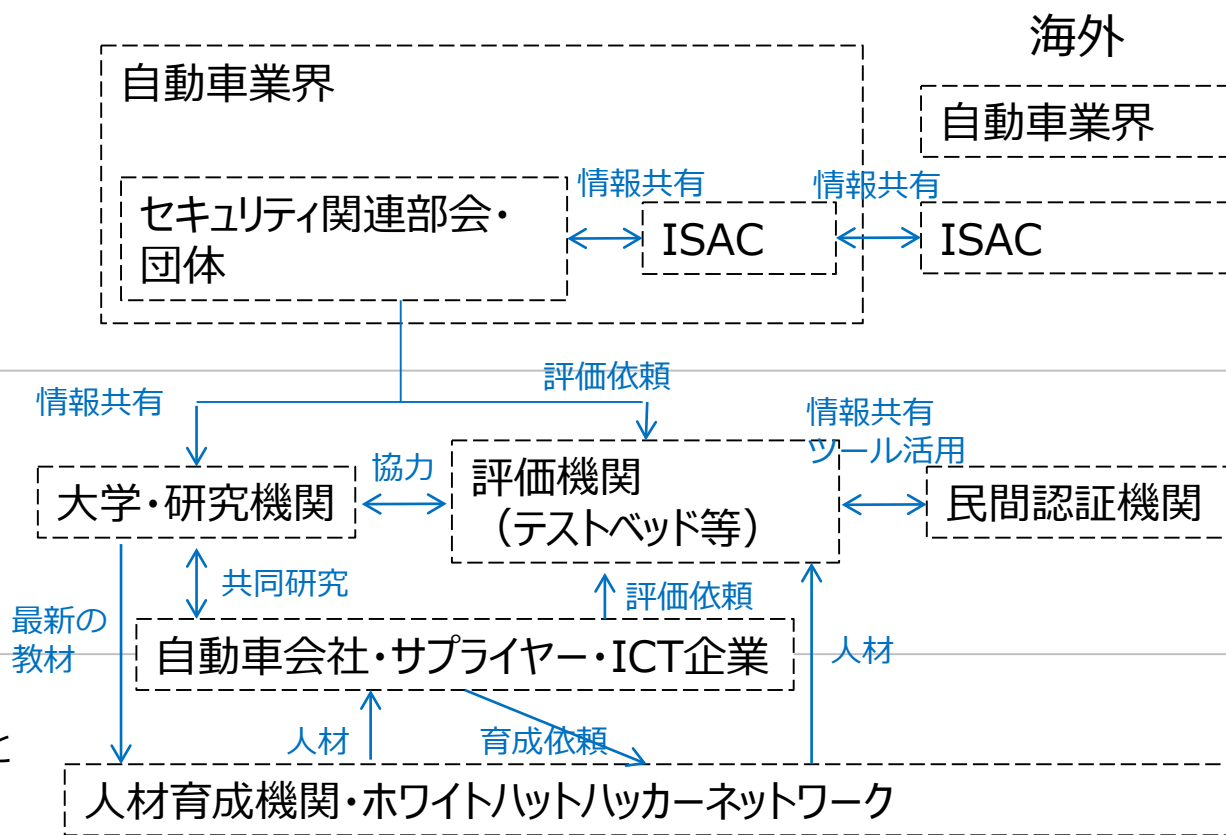 海外
自動車業界
自動車業界
セキュリティ関連部会・
団体
情報共有
ISAC
情報共有
ISAC
情報共有
評価依頼
情報共有
ツール活用
大学・研究機関
協力
評価機関
（テストベッド等）
民間認証機関
共同研究
評価依頼
最新の
教材
自動車会社・サプライヤー・ICT企業
人材
人材
育成依頼
と
人材育成機関・ホワイトハットハッカーネットワーク